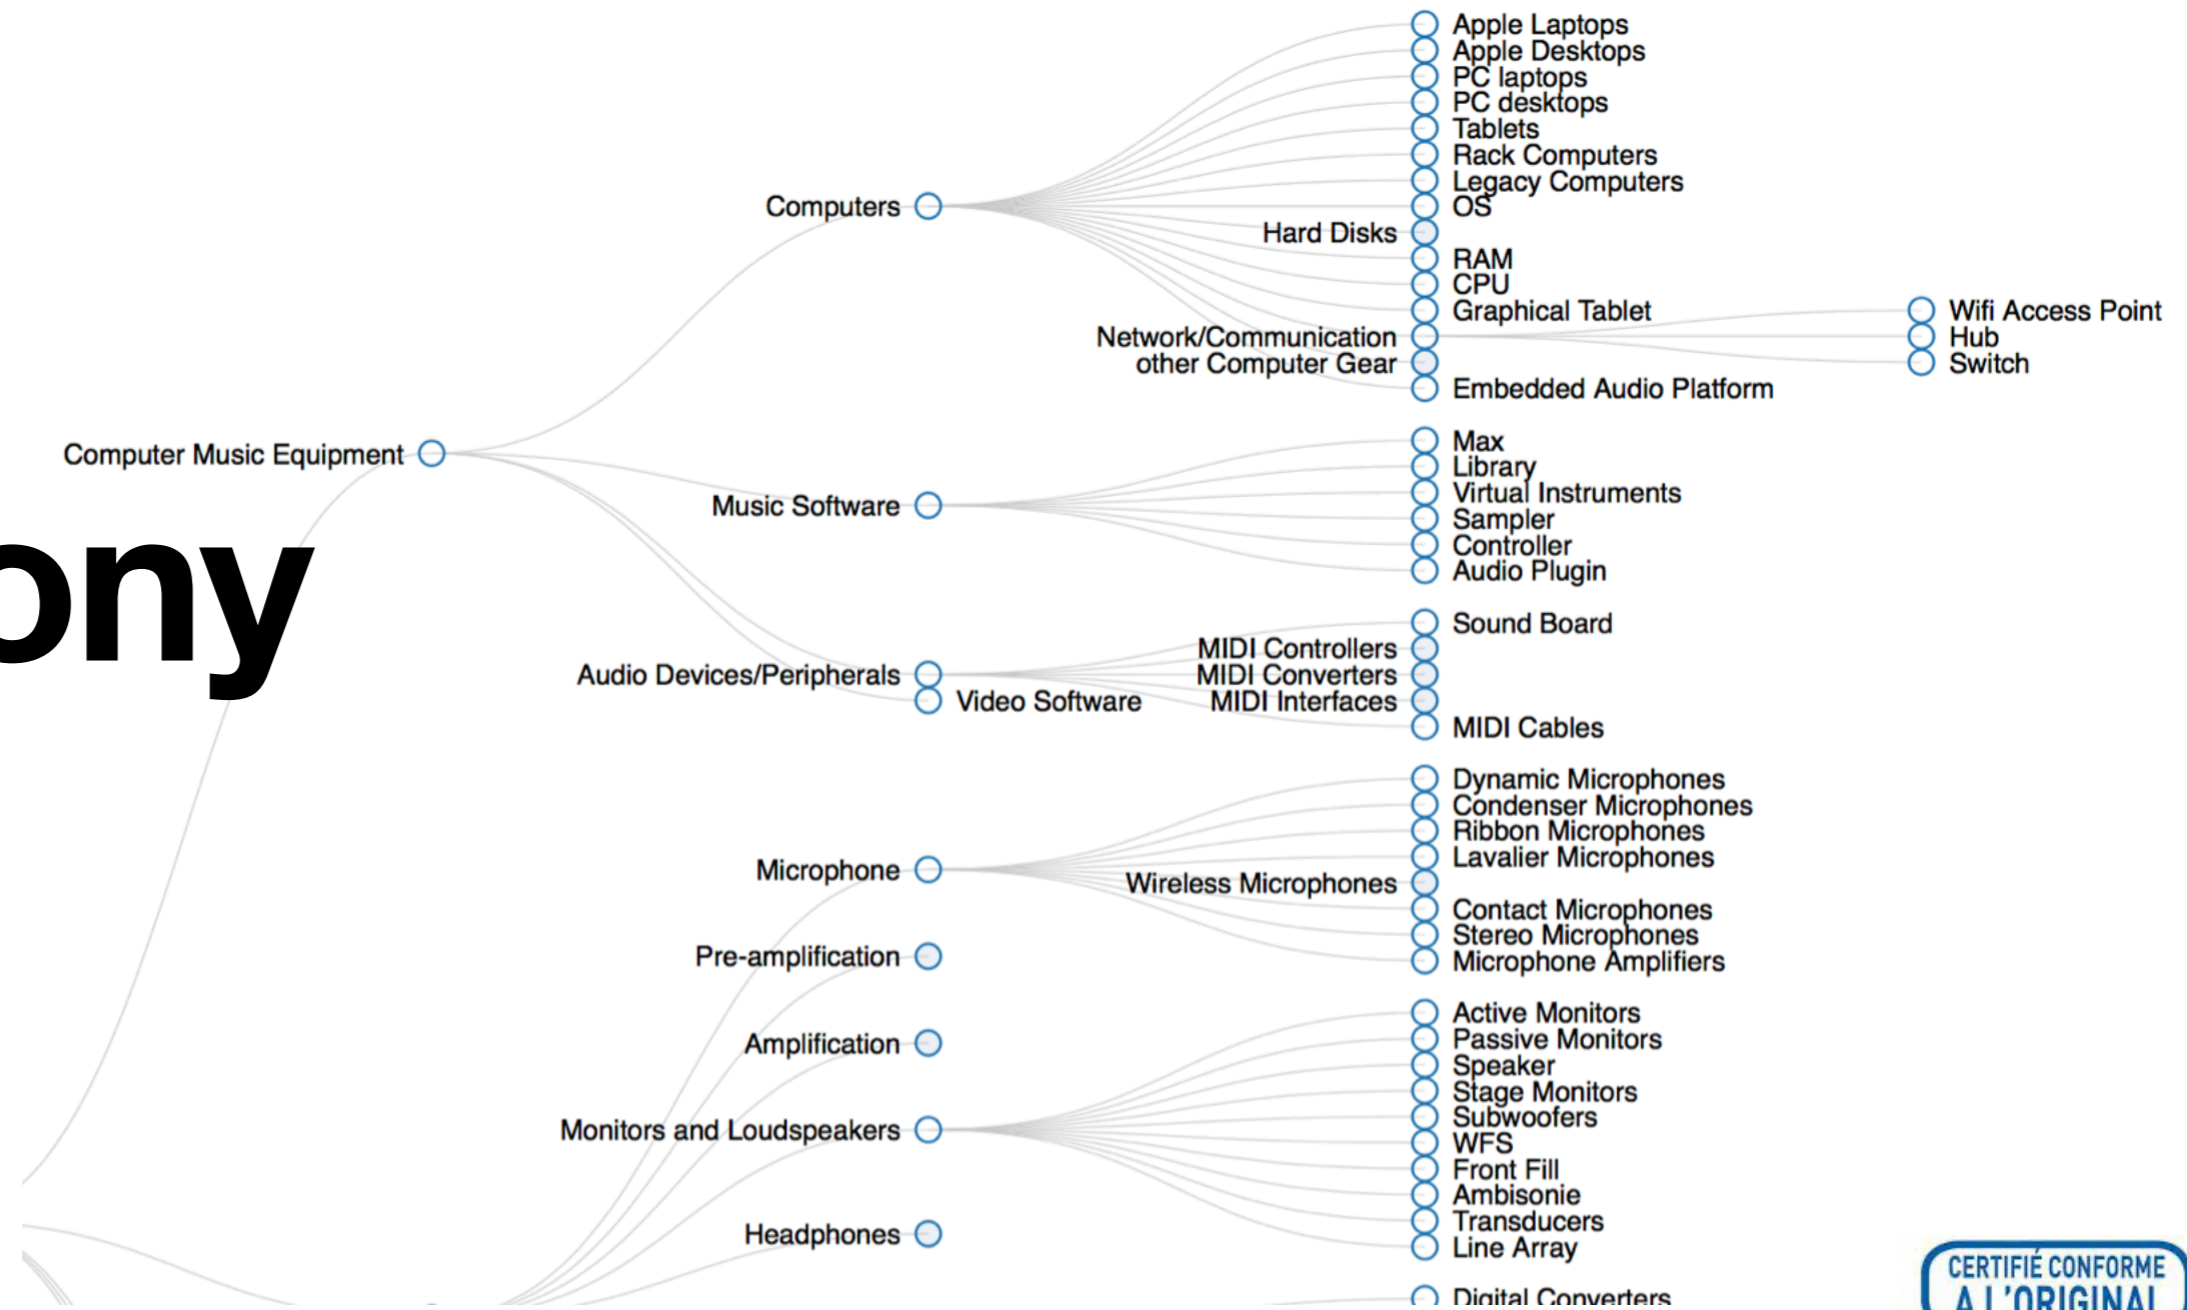 Apple Laptops
Apple Desktops
PC laptops
PC desktops
Tablets
Rack Computers
Legacy Computers
Computers
OS
Hard Disks
RAM
CPU
Graphical Tablet
Wifi Access Point
Network/Communication
Hub
other Computer Gear
Switch
Embedded Audio Platform
Computer Music Equipment
Max
Library
Virtual Instruments
Music Software
Sampler
Controller
Audio Plugin
ony
Sound Board
MIDI Controllers
Audio Devices/Peripherals
MIDI Converters
Video Software
MIDI Interfaces
MIDI Cables
Dynamic Microphones
Condenser Microphones
Ribbon Microphones
Lavalier Microphones
Microphone
Wireless Microphones
Contact Microphones
Stereo Microphones
Microphone Amplifiers
Pre-amplification
Active Monitors
Passive Monitors
Amplification
Speaker
Stage Monitors
Subwoofers
Monitors and Loudspeakers
WFS
Front Fill
Ambisonie
Transducers
Headphones
Line Array
Digital Converters
CERTIFIÉ CONFORME
A L'ORIGINAL